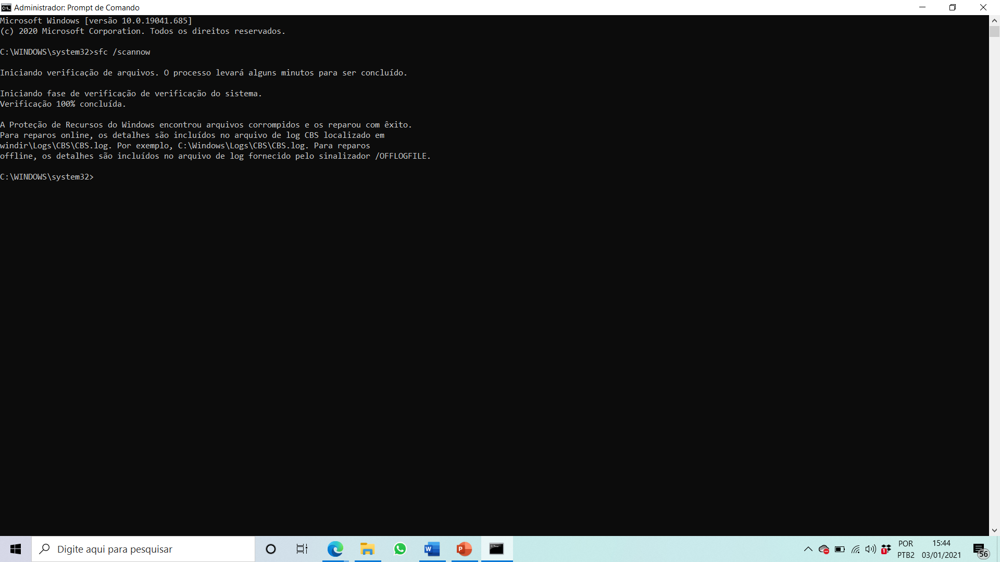 Administrador: Prompt de Comando
Microsoft Windows [versão 10.0.19041.685]
(c) 2020 Microsoft Corporation. Todos os direitos reservados.
C:\WINDOWS\system32>sfc /scannow
Iniciando verificação de arquivos. O processo levará alguns minutos para ser concluído.
Iniciando fase de verificação de verificação do sistema.
Verificação 100% concluída.
A Proteção de Recursos do Windows encontrou arquivos corrompidos e os reparou com êxito.
Para reparos online, os detalhes são incluídos no arquivo de log CBS localizado em
windir\Logs\CBS\CBS.log. Por exemplo, C:\Windows\Logs\CBS\CBS.log. Para reparos
offline, os detalhes são incluídos no arquivo de log fornecido pelo sinalizador /OFFLOGFILE.
C:\WINDOWS\system32>
Digite aqui para pesquisar
POR
PTB2
15:44
03/01/2021
56